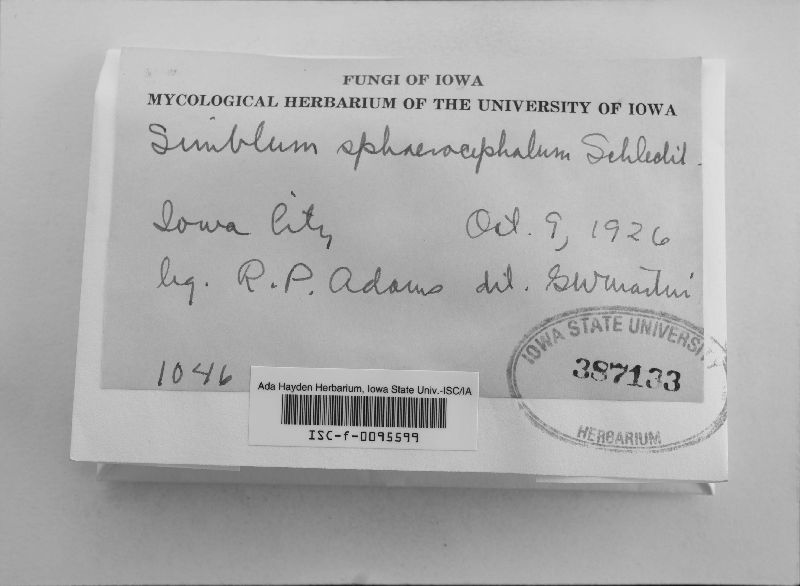 FUNGI OF IOWA
MYCOLOGICAL HERBARIUM OF THE UNIVERSITY OF IOWA
Simblum sphaerocephalum Schlecht.
Iowa City Oct. 9, 1926
leg. R. P. Adams det. GWMartin
1046
Ada Hayden Herbarium, Iowa State Univ.-ISC/IA
ISC-f-0095599
IOWA STATE UNIVERSITY
387133
HERBARIUM